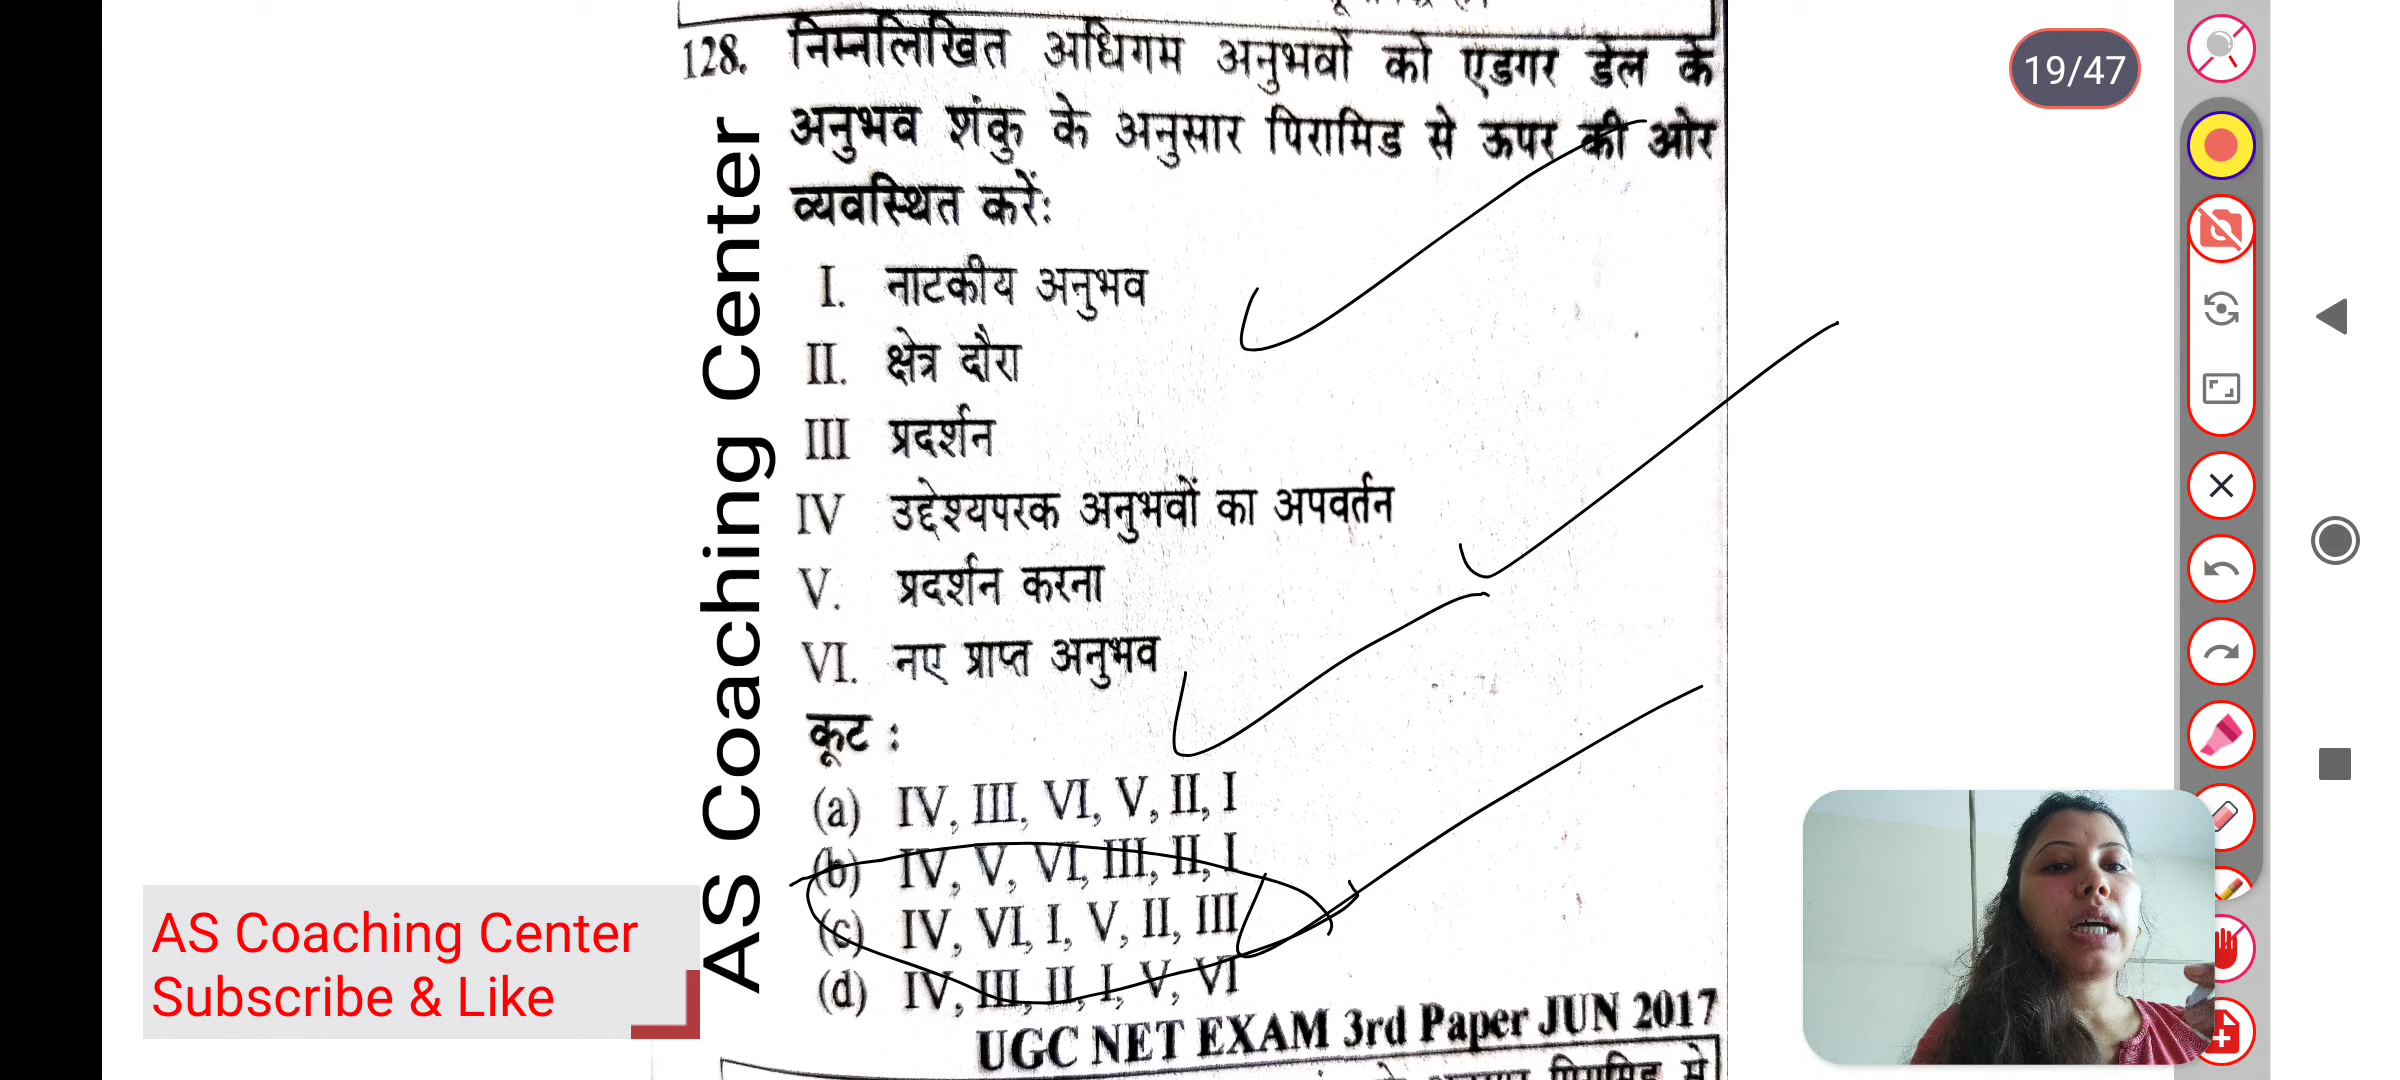 19/47
128. निम्नलिखित अधिगम अनुभवों को एडगर डेल के
अनुभव शंकु के अनुसार पिरामिड से ऊपर की ओर
व्यवस्थित करें:
I. नाटकीय अनुभव
II. क्षेत्र दौरा
III प्रदर्शन
IV उद्देश्यपरक अनुभवों का अपवर्तन
V. प्रदर्शन करना
VI. नए प्राप्त अनुभव
कूट :
(a) IV, III, VI, V, II, I
(b) IV, V, VI, III, II, I
(c) IV, VI, I, V, II, III
(d) IV, III, II, I, V, VI
UGC NET EXAM 3rd Paper JUN 2017
AS Coaching Center
AS Coaching Center
Subscribe & Like